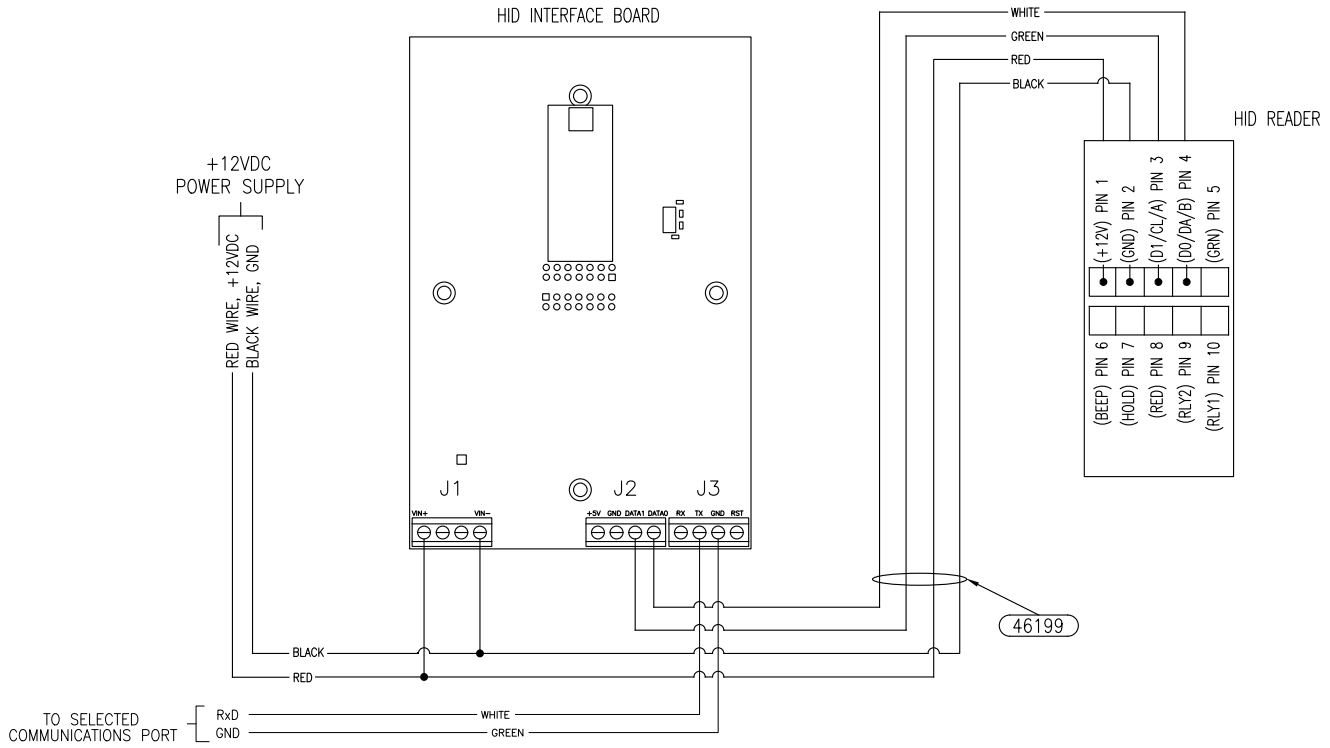 HID INTERFACE BOARD
WHITE
GREEN
RED
BLACK
HID READER
+12VDC
POWER SUPPLY
RED WIRE, +12VDC
BLACK WIRE, GND
(+12V) PIN 1
(GND) PIN 2
(D1/CL/A) PIN 3
(D0/DA/B) PIN 4
(GRN) PIN 5
(BEEP) PIN 6
(HOLD) PIN 7
(RED) PIN 8
(RLY2) PIN 9
(RLY1) PIN 10
J1
J2
J3
VIN+ VIN-
+5V GND DATA1 DATA0
RX TX GND RST
46199
BLACK
RED
TO SELECTED
COMMUNICATIONS PORT
RxD
GND
WHITE
GREEN